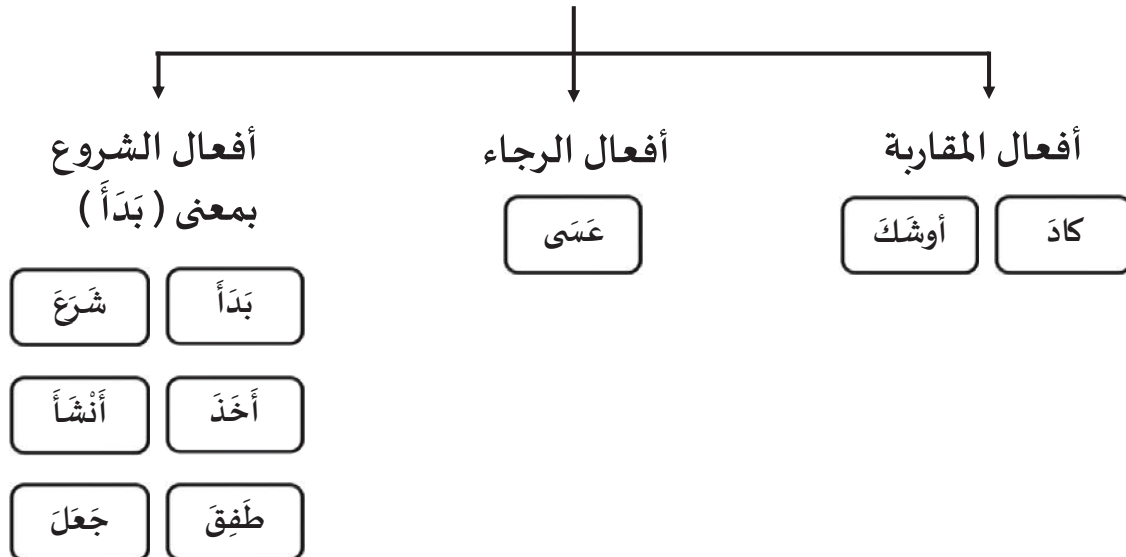 أفعال المقاربة
أفعال الرجاء
أفعال الشروع
بمعنى ( بَدَأَ )
كادَ
أوشَكَ
عَسَى
بَدَأَ
شَرَعَ
أَخَذَ
أَنْشَأَ
طَفِقَ
جَعَلَ